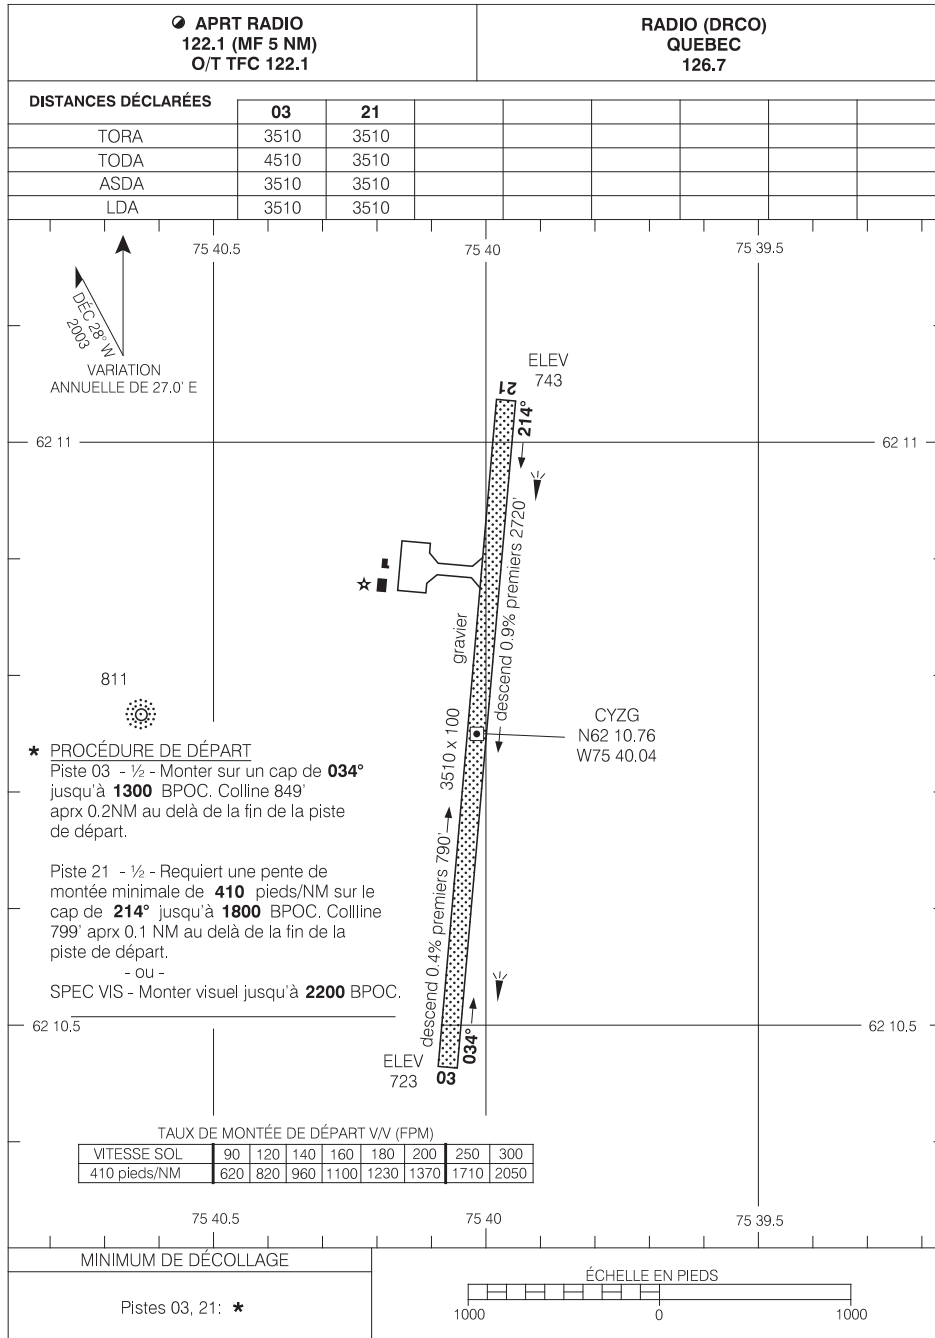 APRT RADIO
122.1 (MF 5 NM)
O/T TFC 122.1
RADIO (DRCO)
QUEBEC
126.7
DISTANCES DÉCLARÉES
03 21
TORA 3510 3510
TODA 4510 3510
ASDA 3510 3510
LDA 3510 3510
75 40.5 75 40 75 39.5
DÉC 28° W
2003
VARIATION
ANNUELLE DE 27.0' E
ELEV
743
21
214°
62 11 62 11
descend 0.9% premiers 2720'
gravier
3510 x 100
811
CYZG
N62 10.76
W75 40.04
* PROCÉDURE DE DÉPART
Piste 03 - ½ - Monter sur un cap de 034°
jusqu'à 1300 BPOC. Colline 849'
aprx 0.2NM au delà de la fin de la piste
de départ.
Piste 21 - ½ - Requiert une pente de
montée minimale de 410 pieds/NM sur le
cap de 214° jusqu'à 1800 BPOC. Collline
799' aprx 0.1 NM au delà de la fin de la
piste de départ.
- ou -
SPEC VIS - Monter visuel jusqu'à 2200 BPOC.
descend 0.4% premiers 790'
62 10.5 62 10.5
034°
ELEV
723
03
TAUX DE MONTÉE DE DÉPART V/V (FPM)
VITESSE SOL 90 120 140 160 180 200 250 300
410 pieds/NM 620 820 960 1100 1230 1370 1710 2050
75 40.5 75 40 75 39.5
MINIMUM DE DÉCOLLAGE
Pistes 03, 21: *
ÉCHELLE EN PIEDS
1000 0 1000